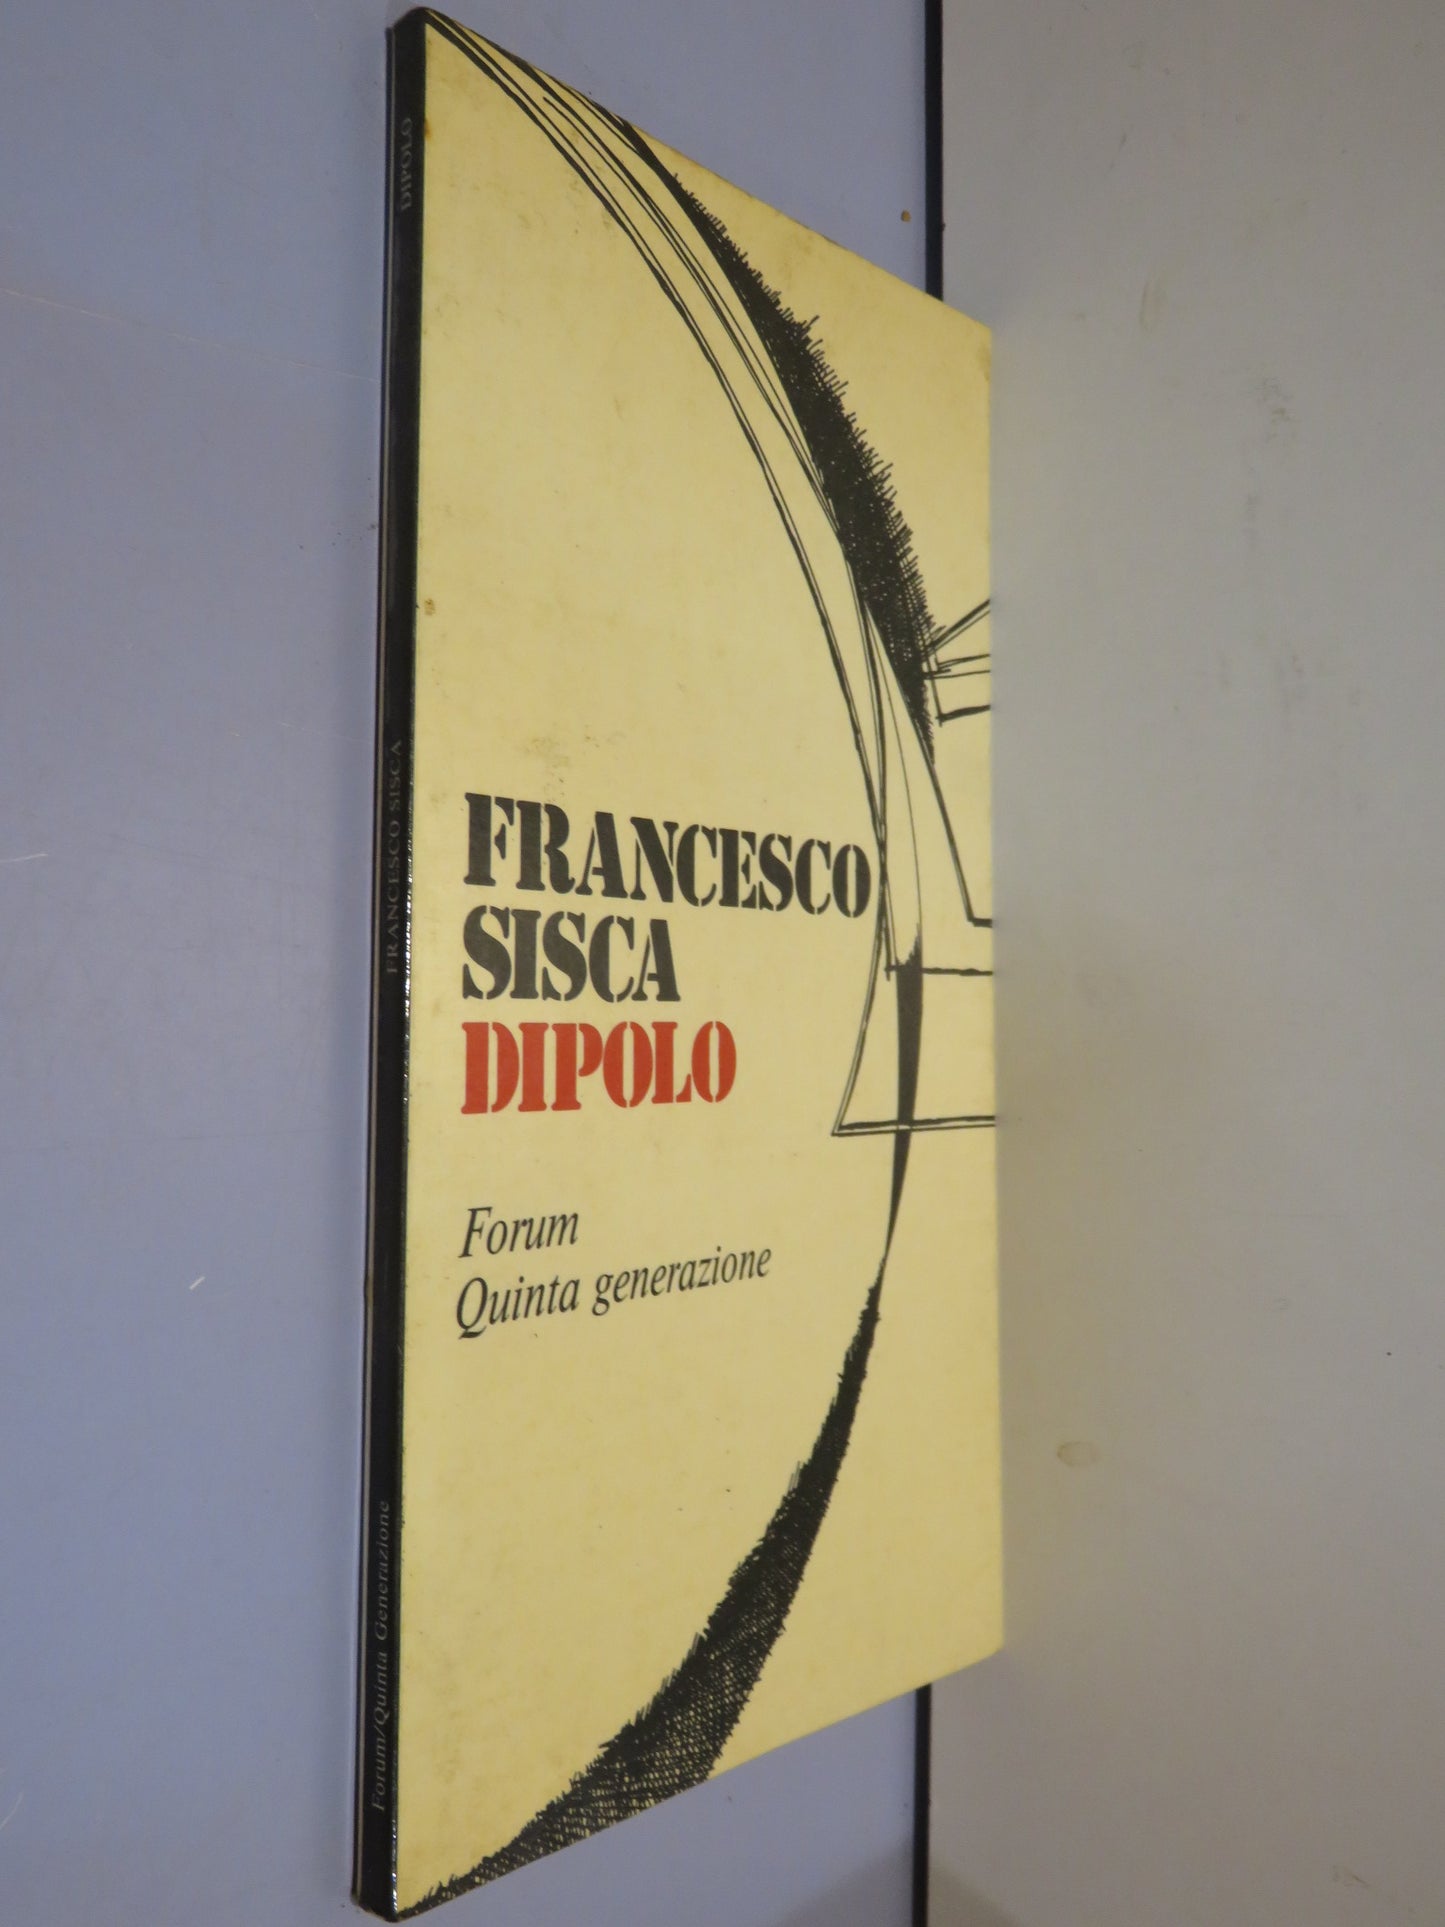 FRANCESCO
SISCA
DIPOLO
Forum
Quinta generazione
Forum/Quinta Generazione
FRANCESCO SISCA
DIPOLO